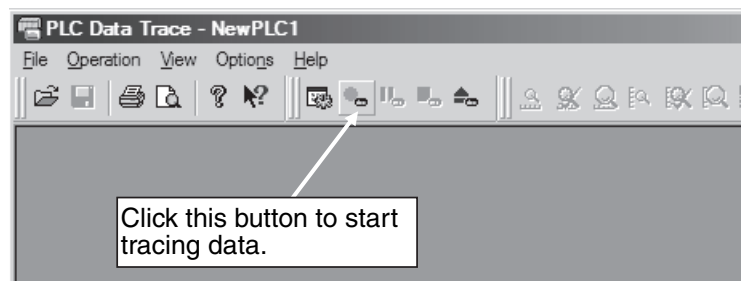 PLC Data Trace - NewPLC1
File Operation View Options Help
Click this button to start
tracing data.